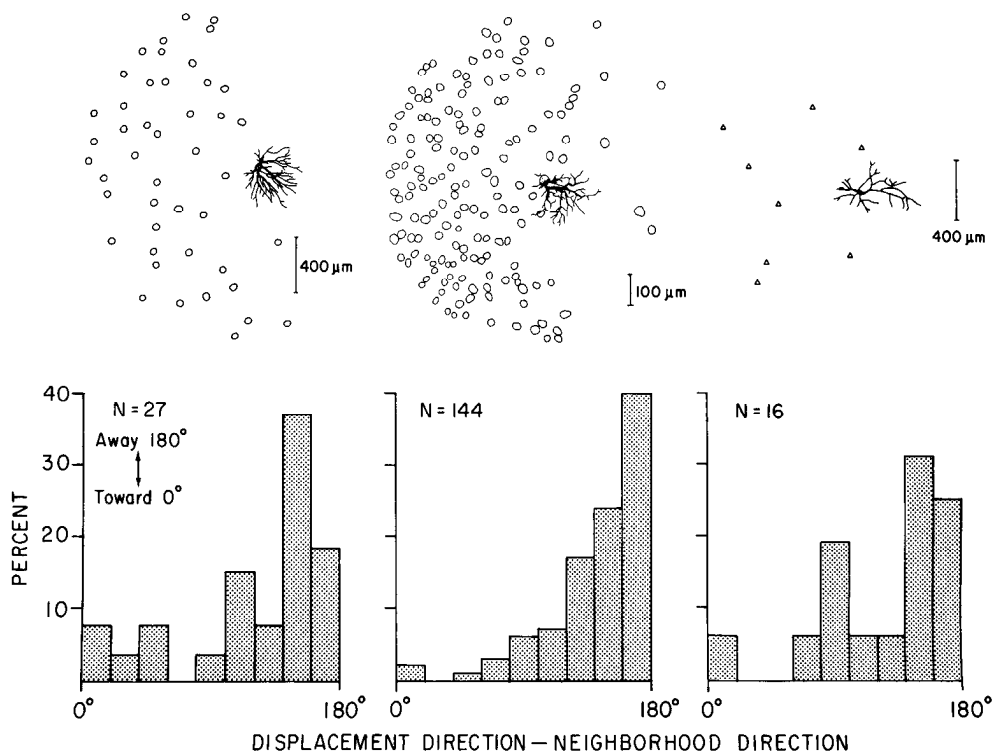 400 μm
100 μm
400 μm
PERCENT
40
30
20
10
N = 27
Away 180°
Toward 0°
N = 144
N = 16
0° 180° 0° 180° 0° 180°
DISPLACEMENT DIRECTION — NEIGHBORHOOD DIRECTION